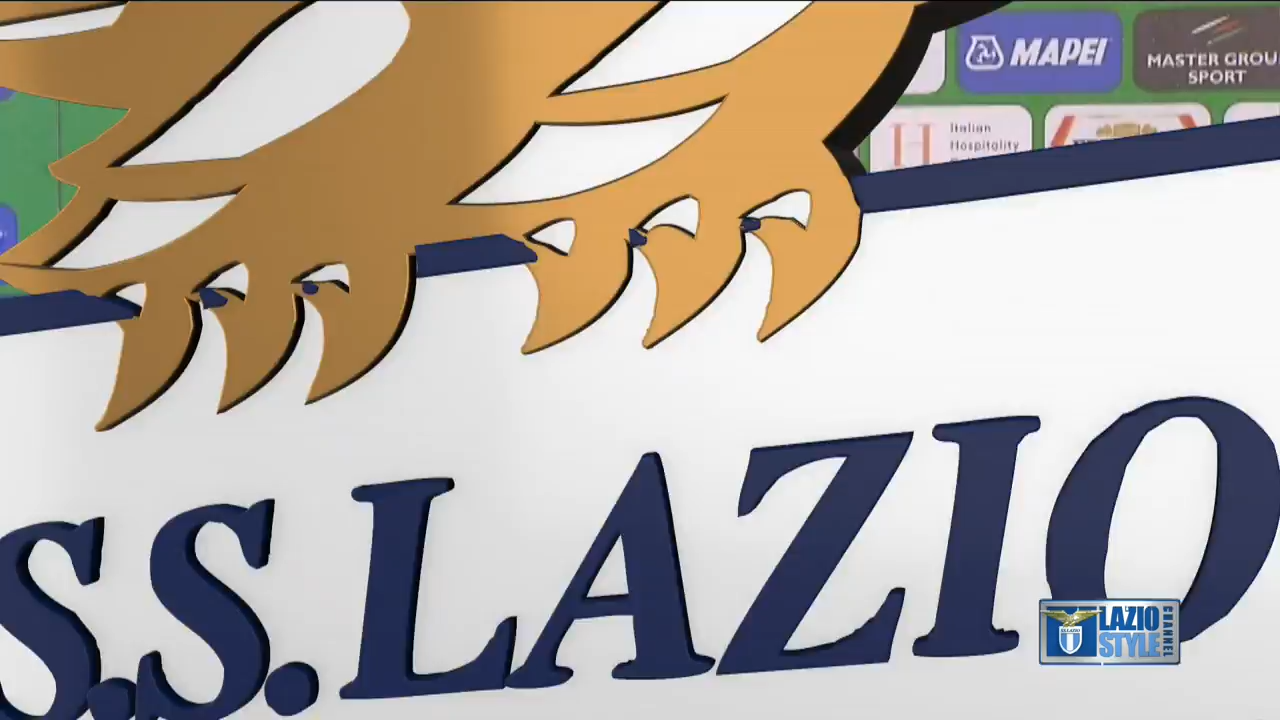 MAPEI
MASTER GROU
SPORT
Italian
Hospitality
S.S. LAZIO
LAZIO
STYLE
CHANNEL